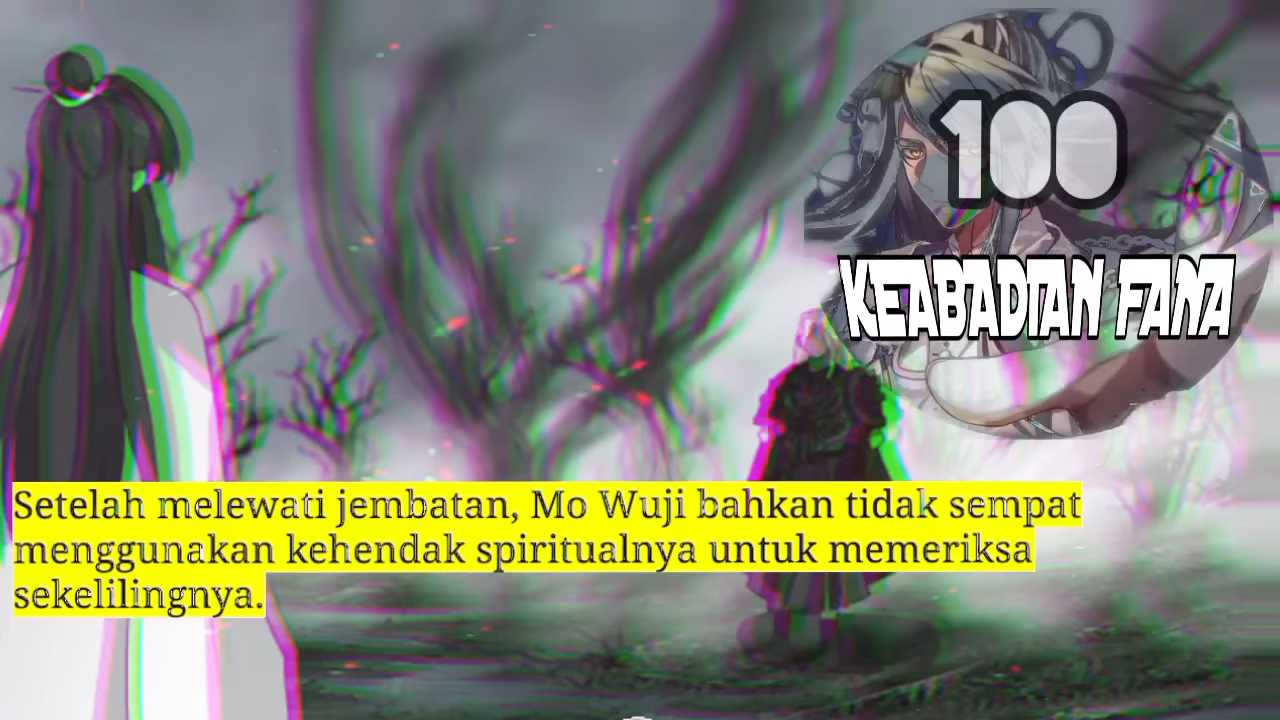 100
KEABADIAN FANA
Setelah melewati jembatan, Mo Wuji bahkan tidak sempat
menggunakan kehendak spiritualnya untuk memeriksa
sekelilingnya.